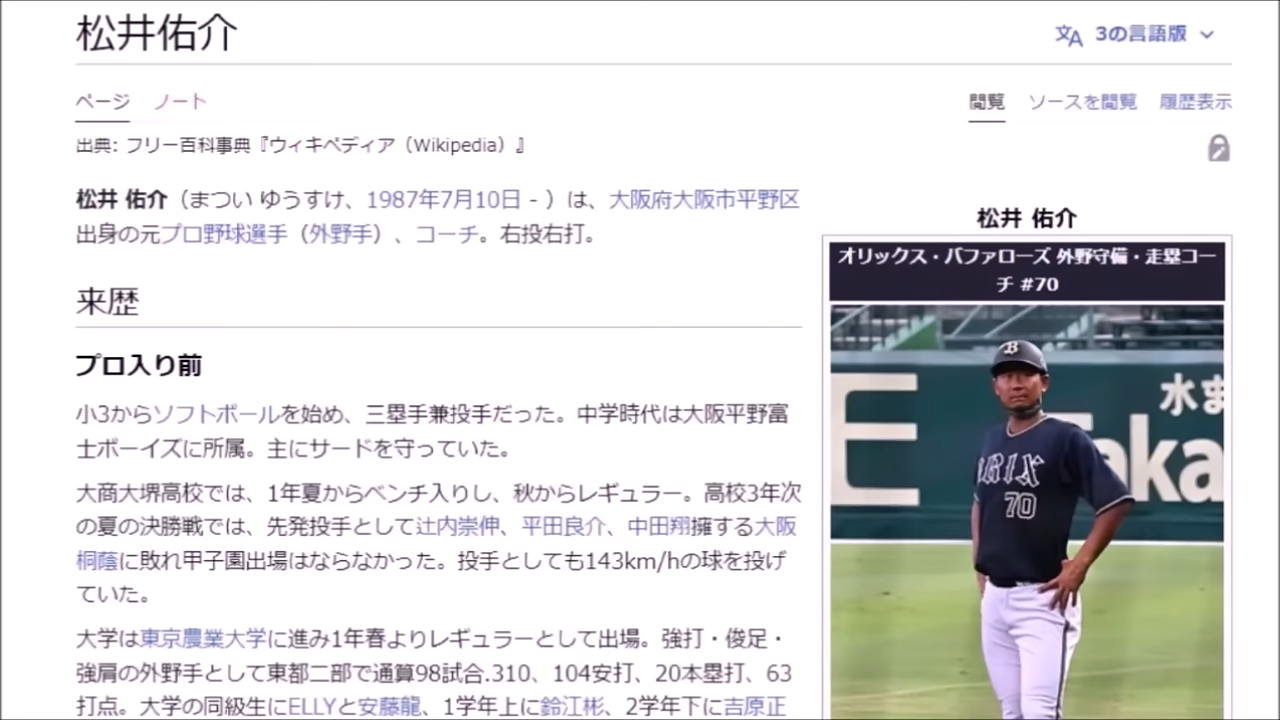 松井佑介
3の言語版
ページ ノート
閲覧 ソースを閲覧 履歴表示
出典: フリー百科事典『ウィキペディア（Wikipedia）』
松井 佑介（まつい ゆうすけ、1987年7月10日 - ）は、大阪府大阪市平野区
出身の元プロ野球選手（外野手）、コーチ。右投右打。
来歴
プロ入り前
小3からソフトボールを始め、三塁手兼投手だった。中学時代は大阪平野富
士ボーイズに所属。主にサードを守っていた。
大商大堺高校では、1年夏からベンチ入りし、秋からレギュラー。高校3年次
の夏の決勝戦では、先発投手として辻内崇伸、平田良介、中田翔擁する大阪
桐蔭に敗れ甲子園出場はならなかった。投手としても143km/hの球を投げ
ていた。
大学は東京農業大学に進み1年春よりレギュラーとして出場。強打・俊足・
強肩の外野手として東都二部で通算98試合.310、104安打、20本塁打、63
打点。大学の同級生にELLYと安藤龍、1学年上に鈴江彬、2学年下に吉原正
松井 佑介
オリックス・バファローズ 外野守備・走塁コー
チ #70
B
E
水ま
Taka
ORIX
70